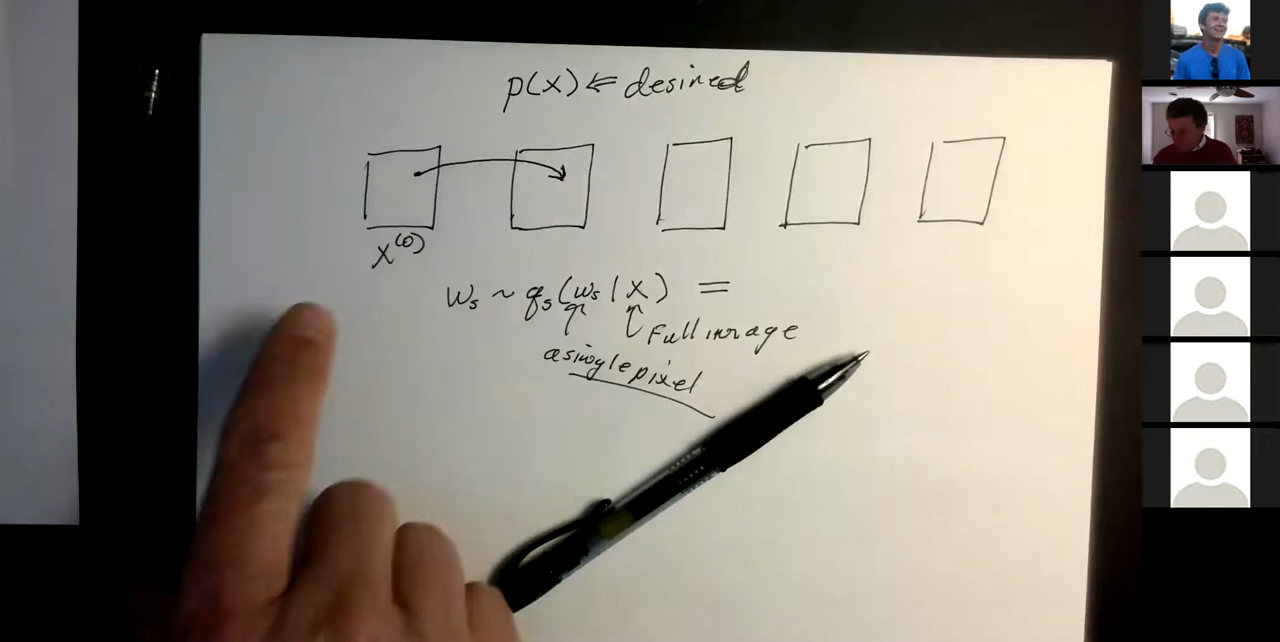 p(x) ⇐ desired
X^(0)
W_s ~ q_s(w_s | x) =
Full image
a single pixel